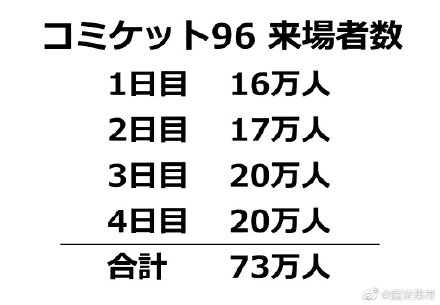 コミケット96 来場者数
1日目 16万人
2日目 17万人
3日目 20万人
4日目 20万人
合計 73万人